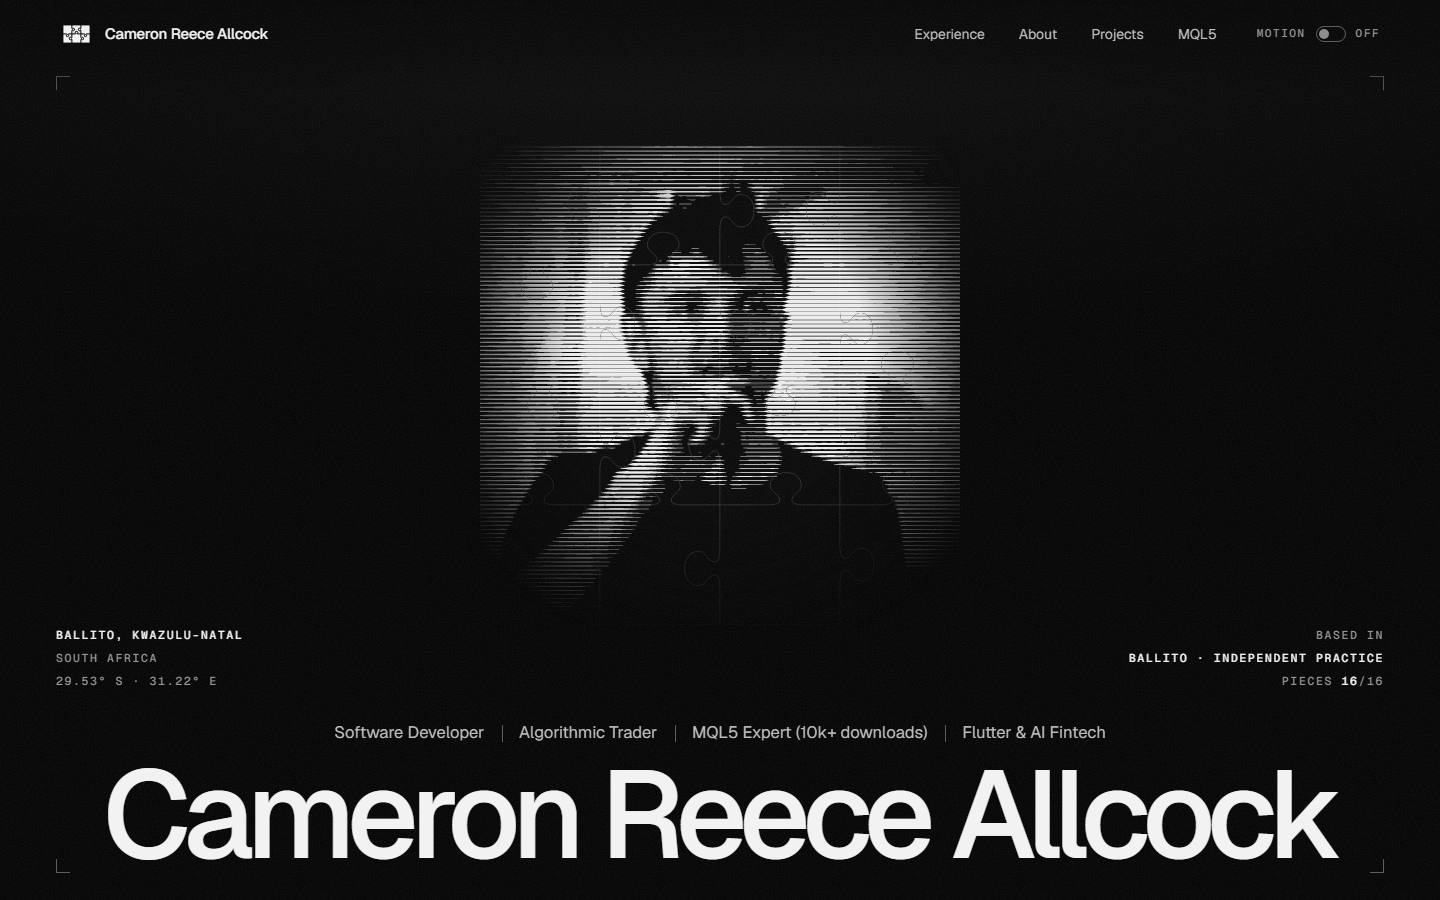 Cameron Reece Allcock
Experience
About
Projects
MQL5
MOTION OFF
BALLITO, KWAZULU-NATAL
SOUTH AFRICA
29.53° S · 31.22° E
BASED IN
BALLITO · INDEPENDENT PRACTICE
PIECES 16/16
Software Developer
Algorithmic Trader
MQL5 Expert (10k+ downloads)
Flutter & AI Fintech
Cameron Reece Allcock